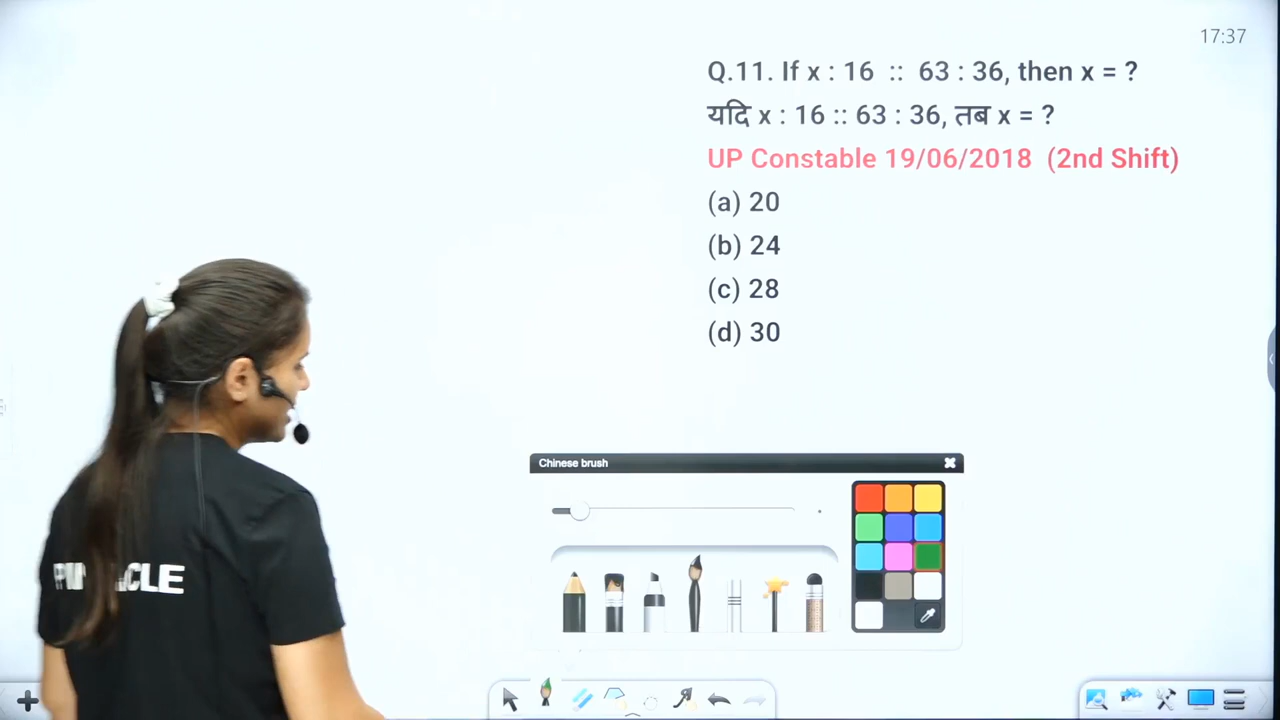 17:37
Q.11. If x : 16 :: 63 : 36, then x = ?
यदि x : 16 :: 63 : 36, तब x = ?
UP Constable 19/06/2018 (2nd Shift)
(a) 20
(b) 24
(c) 28
(d) 30
Chinese brush